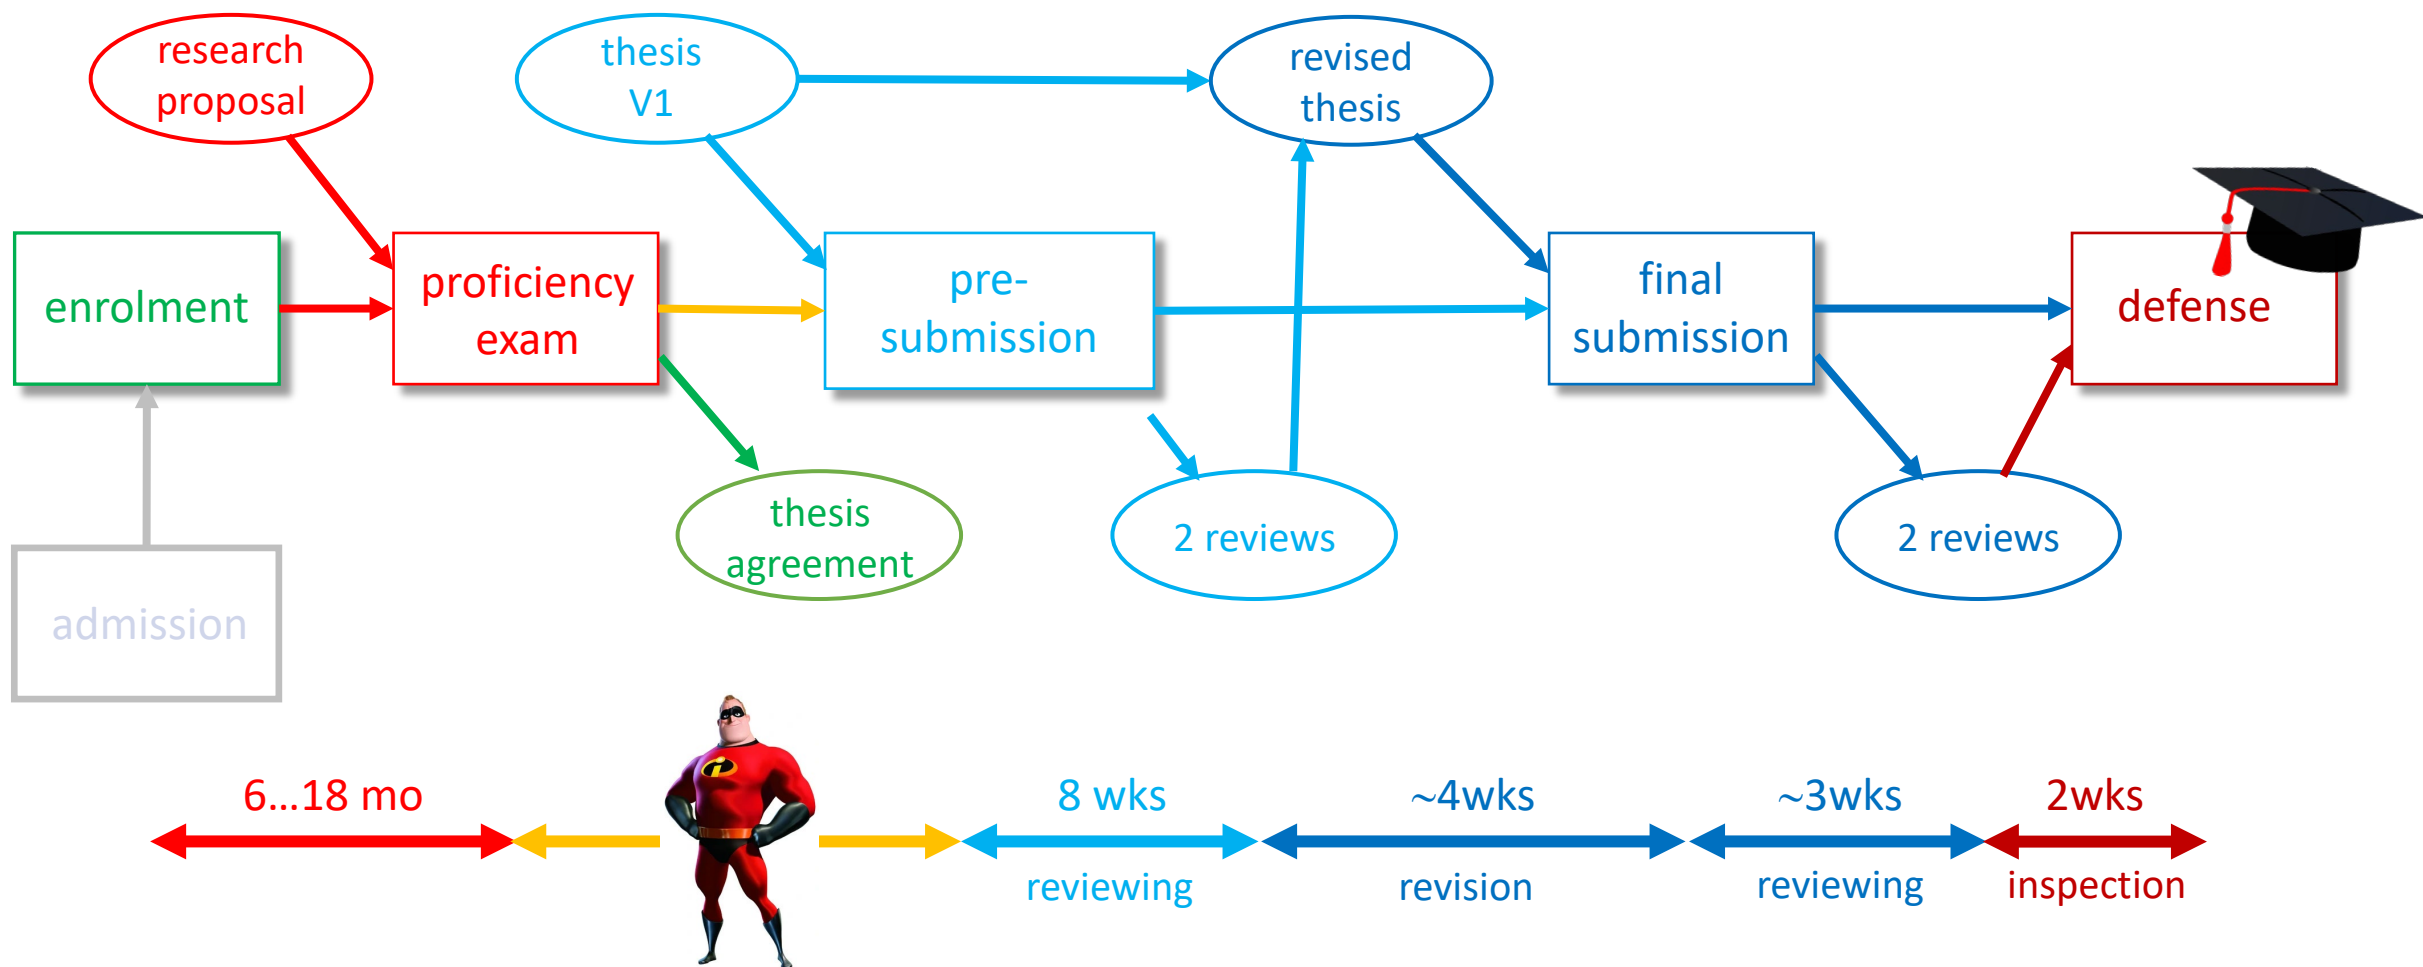 research
proposal
thesis
V1
revised
thesis
enrolment
proficiency
exam
pre-
submission
final
submission
defense
thesis
agreement
2 reviews
2 reviews
admission
6...18 mo
8 wks
~4wks
~3wks
2wks
reviewing
revision
reviewing
inspection